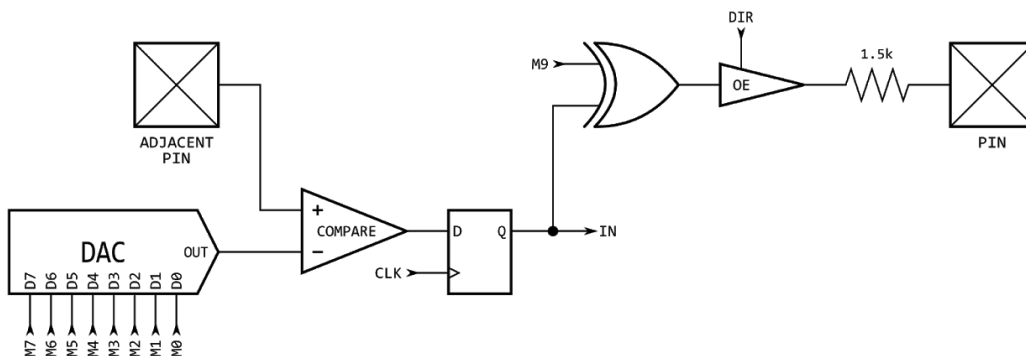 DIR
M9
OE
1.5k
ADJACENT
PIN
PIN
+
COMPARE
−
DAC
OUT
D7 D6 D5 D4 D3 D2 D1 D0
M7 M6 M5 M4 M3 M2 M1 M0
D Q
CLK
IN